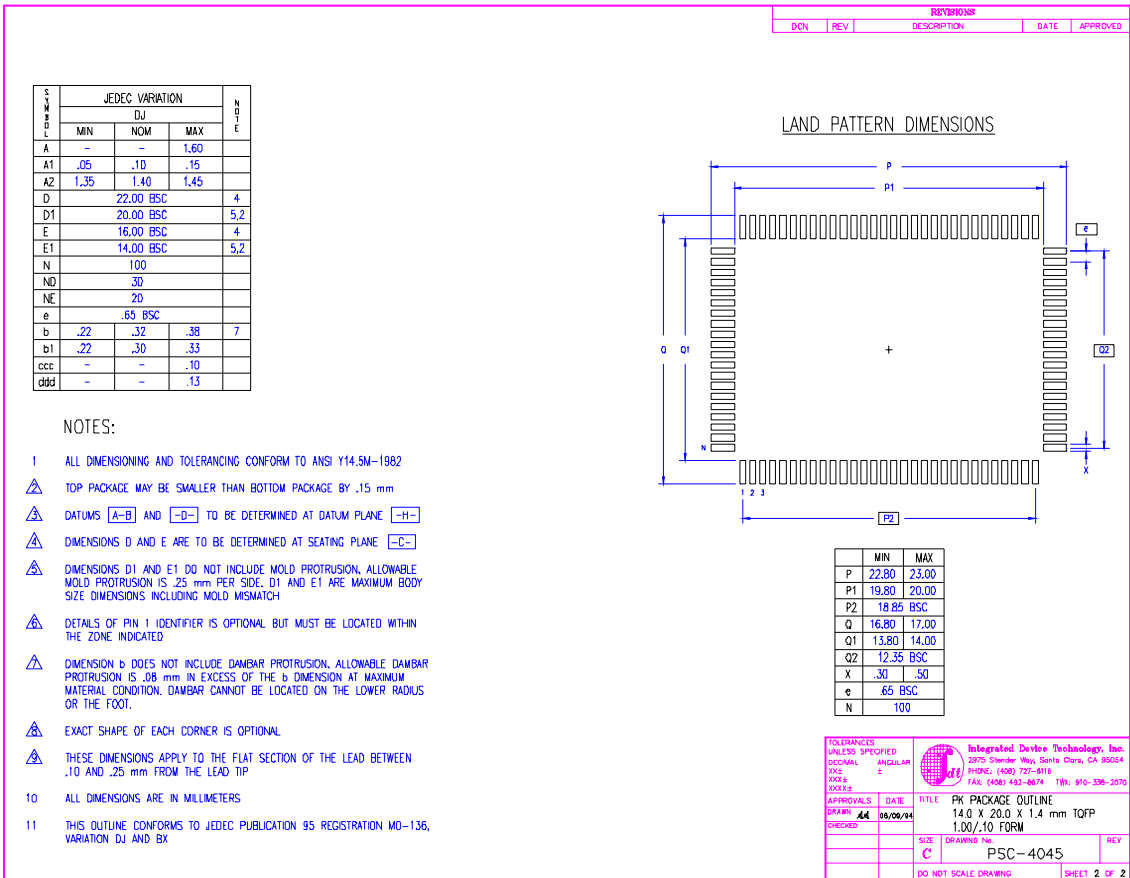 REVISIONS
DCN REV DESCRIPTION DATE APPROVED
SYMBOL JEDEC VARIATION NOTE
DJ
MIN NOM MAX
A - - 1.60
A1 .05 .10 .15
A2 1.35 1.40 1.45
D 22.00 BSC 4
D1 20.00 BSC 5,2
E 16.00 BSC 4
E1 14.00 BSC 5,2
N 100
ND 30
NE 20
e .65 BSC
b .22 .32 .38 7
b1 .22 .30 .33
ccc - - .10
ddd - - .13
LAND PATTERN DIMENSIONS
P
P1
e
Q Q1 Q2
N
X
1 2 3
P2
MIN MAX
P 22.80 23.00
P1 19.80 20.00
P2 18.85 BSC
Q 16.80 17.00
Q1 13.80 14.00
Q2 12.35 BSC
X .30 .50
e .65 BSC
N 100
NOTES:
1 ALL DIMENSIONING AND TOLERANCING CONFORM TO ANSI Y14.5M-1982
2 TOP PACKAGE MAY BE SMALLER THAN BOTTOM PACKAGE BY .15 mm
3 DATUMS A-B AND -D- TO BE DETERMINED AT DATUM PLANE -H-
4 DIMENSIONS D AND E ARE TO BE DETERMINED AT SEATING PLANE -C-
5 DIMENSIONS D1 AND E1 DO NOT INCLUDE MOLD PROTRUSION. ALLOWABLE
MOLD PROTRUSION IS .25 mm PER SIDE. D1 AND E1 ARE MAXIMUM BODY
SIZE DIMENSIONS INCLUDING MOLD MISMATCH
6 DETAILS OF PIN 1 IDENTIFIER IS OPTIONAL BUT MUST BE LOCATED WITHIN
THE ZONE INDICATED
7 DIMENSION b DOES NOT INCLUDE DAMBAR PROTRUSION. ALLOWABLE DAMBAR
PROTRUSION IS .08 mm IN EXCESS OF THE b DIMENSION AT MAXIMUM
MATERIAL CONDITION. DAMBAR CANNOT BE LOCATED ON THE LOWER RADIUS
OR THE FOOT.
8 EXACT SHAPE OF EACH CORNER IS OPTIONAL
9 THESE DIMENSIONS APPLY TO THE FLAT SECTION OF THE LEAD BETWEEN
.10 AND .25 mm FROM THE LEAD TIP
10 ALL DIMENSIONS ARE IN MILLIMETERS
11 THIS OUTLINE CONFORMS TO JEDEC PUBLICATION 95 REGISTRATION MO-136,
VARIATION DJ AND BX
TOLERANCES
UNLESS SPECIFIED
DECIMAL ANGULAR
XX± ±
XXX±
XXXX±
idt
Integrated Device Technology, Inc.
2975 Stender Way, Santa Clara, CA 95054
PHONE: (408) 727-6116
FAX: (408) 492-8674 TWX: 910-338-2070
APPROVALS DATE
DRAWN 08/09/94
CHECKED
TITLE PK PACKAGE OUTLINE
14.0 X 20.0 X 1.4 mm TQFP
1.00/.10 FORM
SIZE DRAWING No. REV
C PSC-4045
DO NOT SCALE DRAWING SHEET 2 OF 2